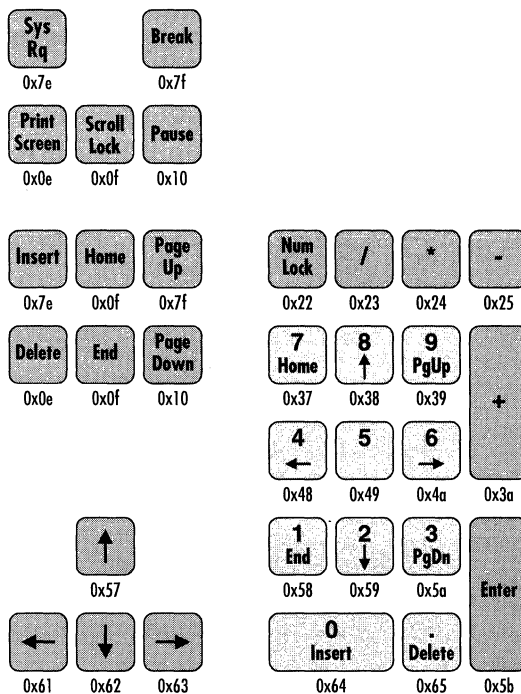 Sys
Rq
Break
0x7e
0x7f
Print
Screen
Scroll
Lock
Pause
0x0e
0x0f
0x10
Insert
Home
Page
Up
Num
Lock
/
*
-
0x7e
0x0f
0x7f
0x22
0x23
0x24
0x25
Delete
End
Page
Down
7
Home
8
↑
9
PgUp
+
0x0e
0x0f
0x10
0x37
0x38
0x39
4
←
5
6
→
0x48
0x49
0x4a
0x3a
↑
1
End
2
↓
3
PgDn
Enter
0x57
0x58
0x59
0x5a
←
↓
→
0
Insert
.
Delete
0x61
0x62
0x63
0x64
0x65
0x5b